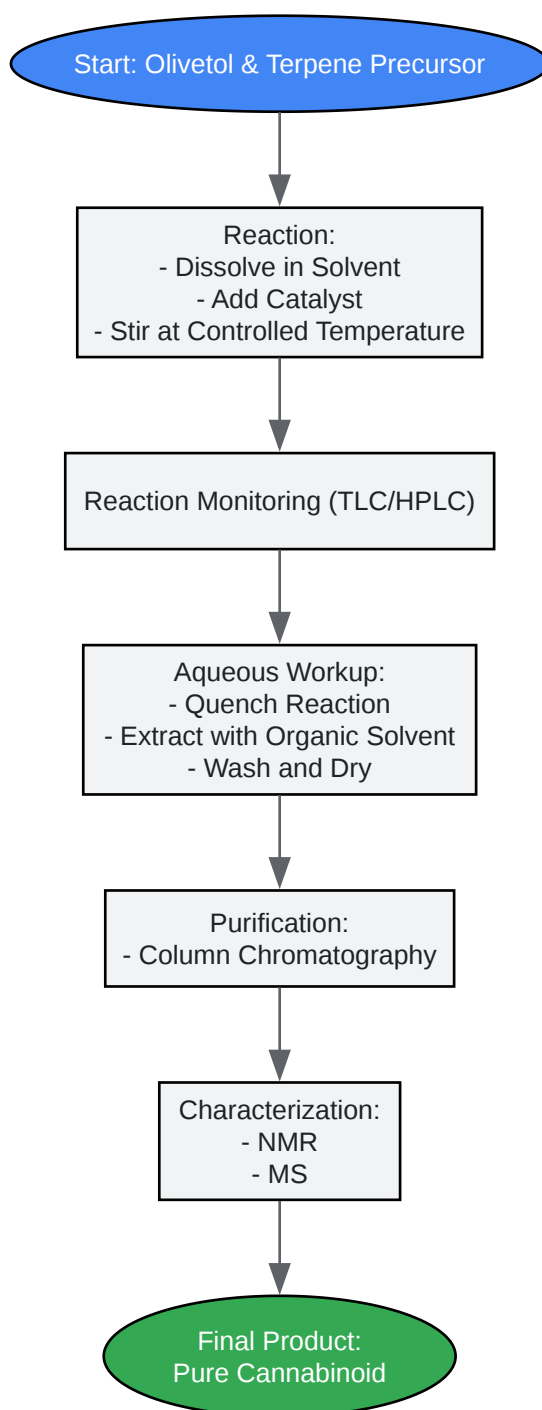 Start: Olivetol & Terpene Precursor
Reaction:
- Dissolve in Solvent
- Add Catalyst
- Stir at Controlled Temperature
Reaction Monitoring (TLC/HPLC)
Aqueous Workup:
- Quench Reaction
- Extract with Organic Solvent
- Wash and Dry
Purification:
- Column Chromatography
Characterization:
- NMR
- MS
Final Product:
Pure Cannabinoid